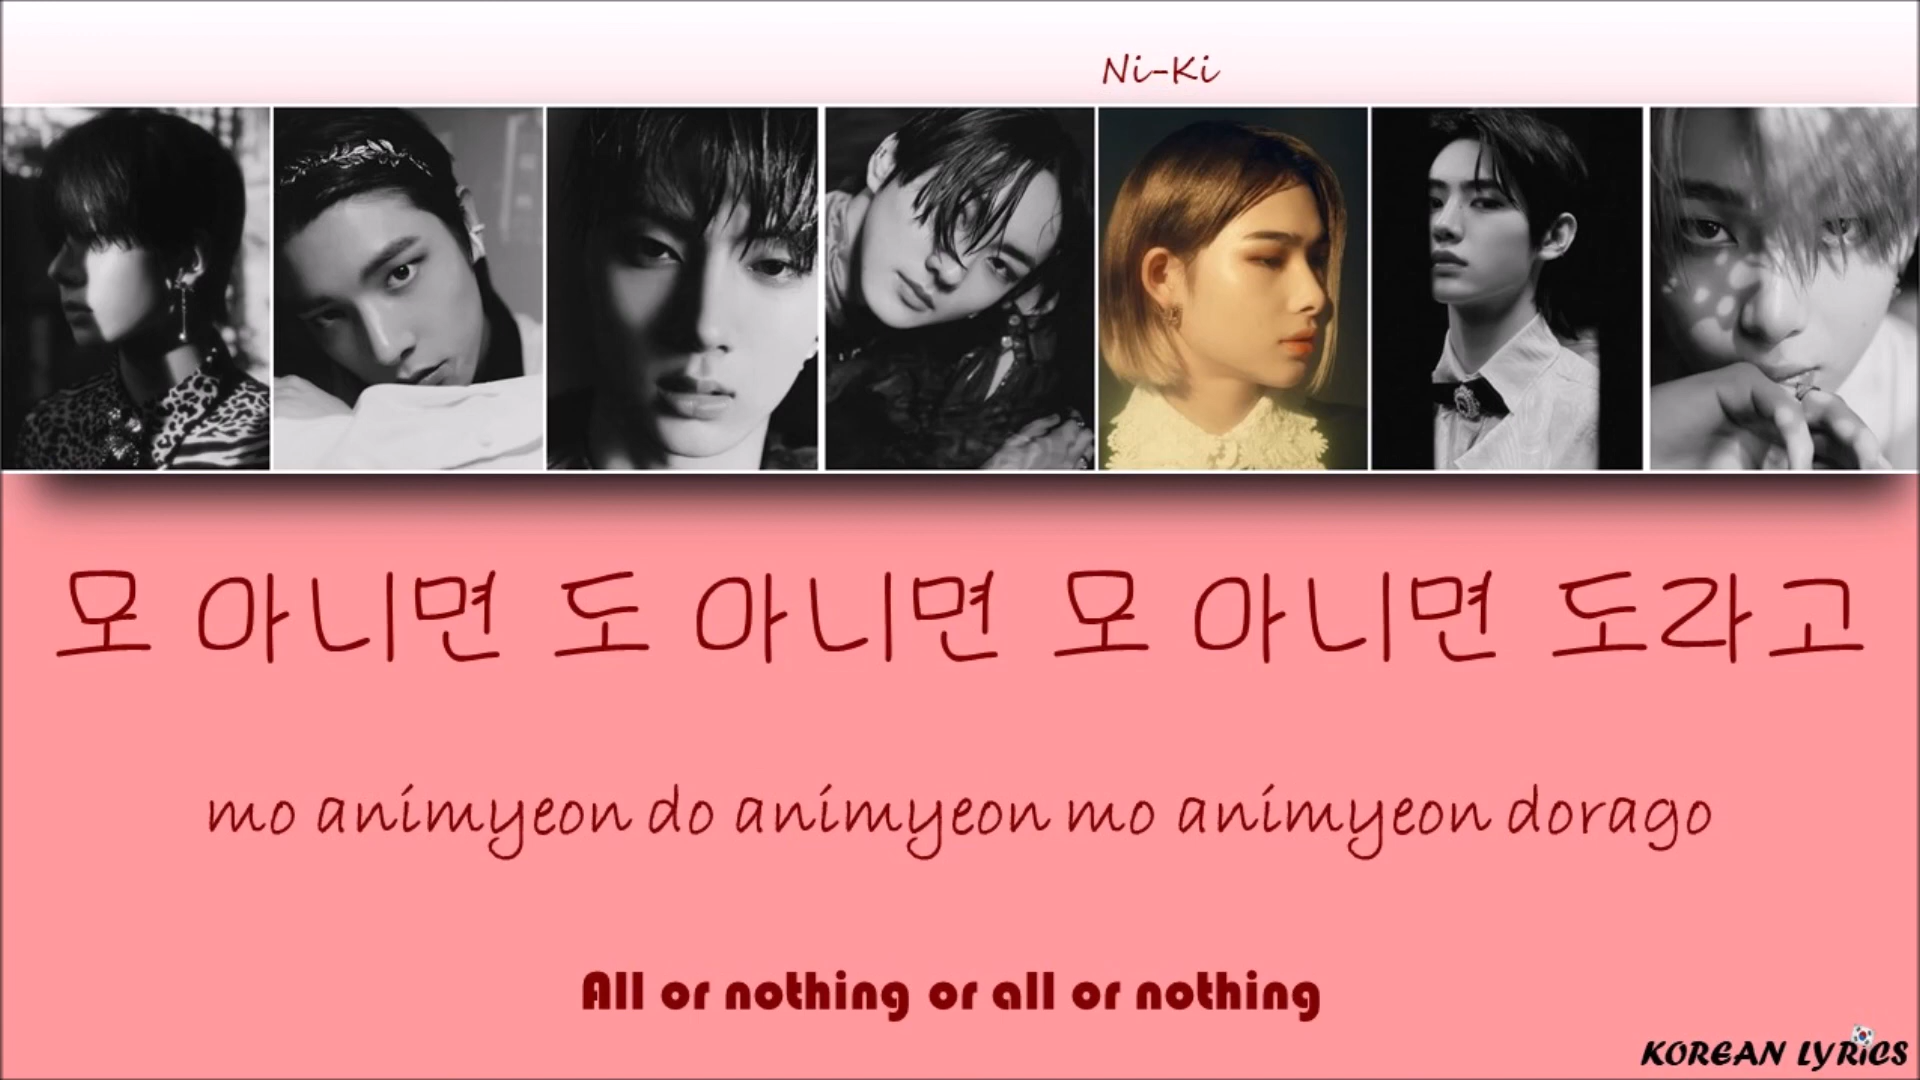 Ni-Ki
모 아니면 도 아니면 모 아니면 도라고
mo animyeon do animyeon mo animyeon dorago
All or nothing or all or nothing
KOREAN LYRICS